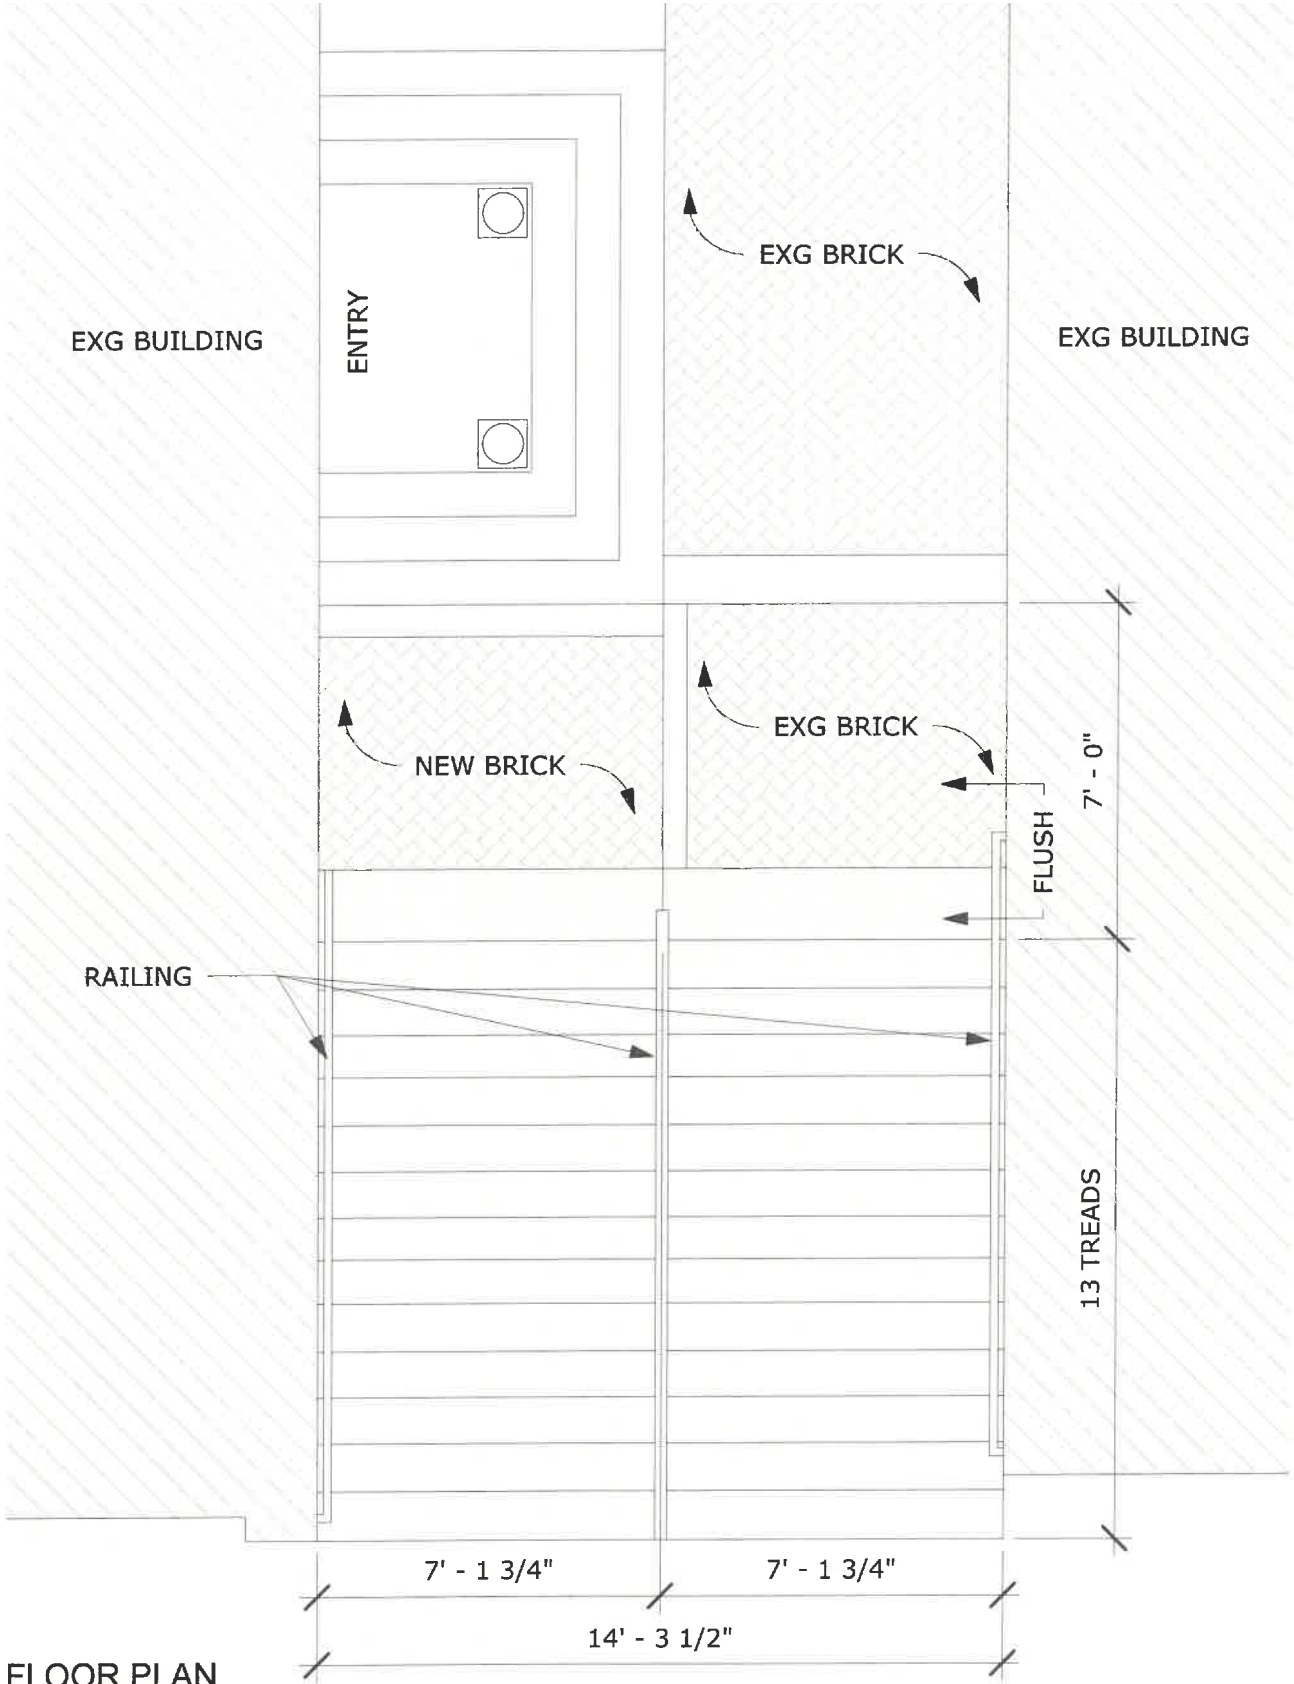 EXG BRICK
ENTRY
EXG BUILDING
EXG BUILDING
EXG BRICK
NEW BRICK
7' - 0"
FLUSH
RAILING
13 TREADS
7' - 1 3/4"
7' - 1 3/4"
14' - 3 1/2"
FLOOR PLAN